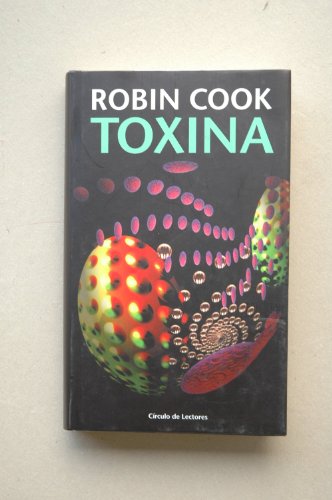 ROBIN COOK
TOXINA
Círculo de Lectores